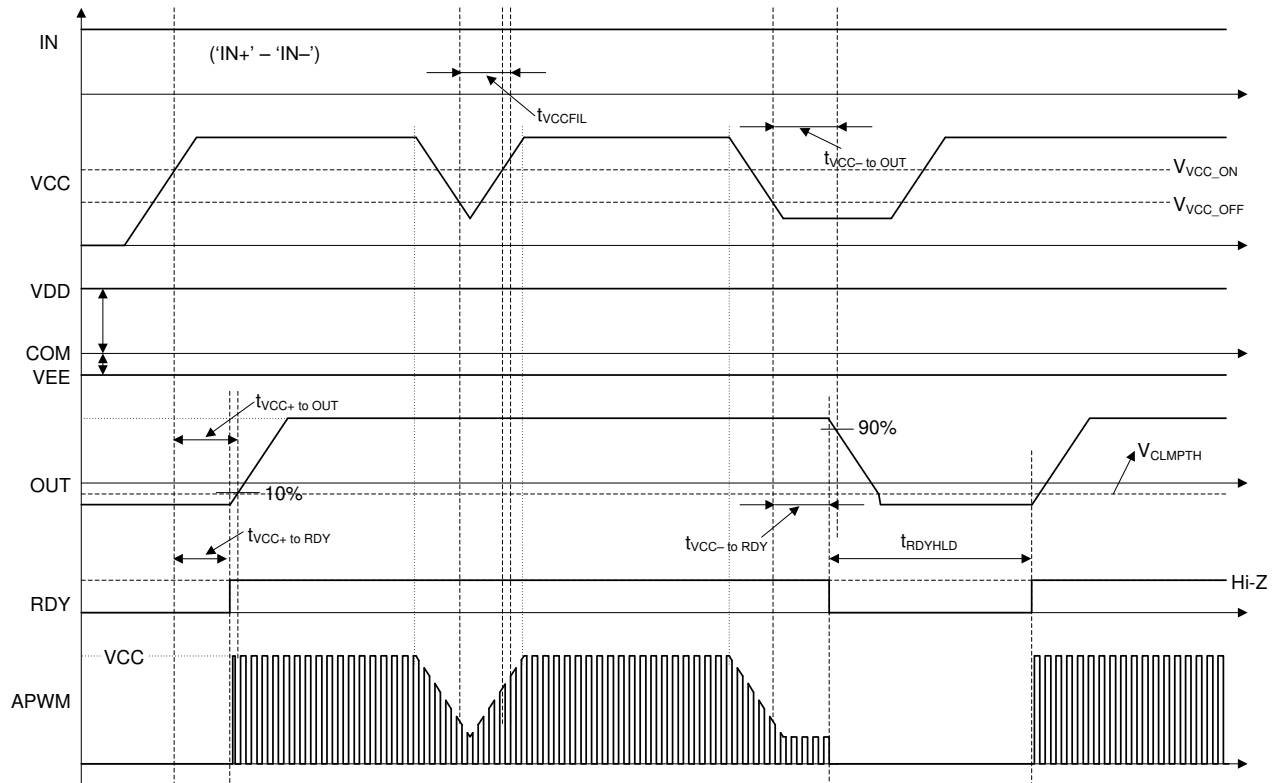 IN
(‘IN+’ – ‘IN–’)
tVCCFIL
tVCC– to OUT
VCC
VVCC_ON
VVCC_OFF
VDD
COM
VEE
tVCC+ to OUT
90%
VCLMPTH
OUT
10%
tVCC+ to RDY
tVCC– to RDY
tRDYHLD
Hi-Z
RDY
VCC
APWM